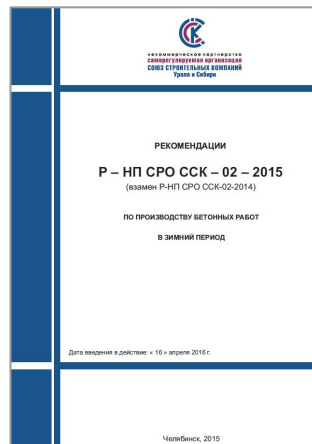 некоммерческое партнерство
саморегулируемая организация
СОЮЗ СТРОИТЕЛЬНЫХ КОМПАНИЙ
Урала и Сибири
РЕКОМЕНДАЦИИ
Р – НП СРО ССК – 02 – 2015
(взамен Р-НП СРО ССК-02-2014)
ПО ПРОИЗВОДСТВУ БЕТОННЫХ РАБОТ
В ЗИМНИЙ ПЕРИОД
Дата введения в действие: « 16 » апреля 2016 г.
Челябинск, 2015